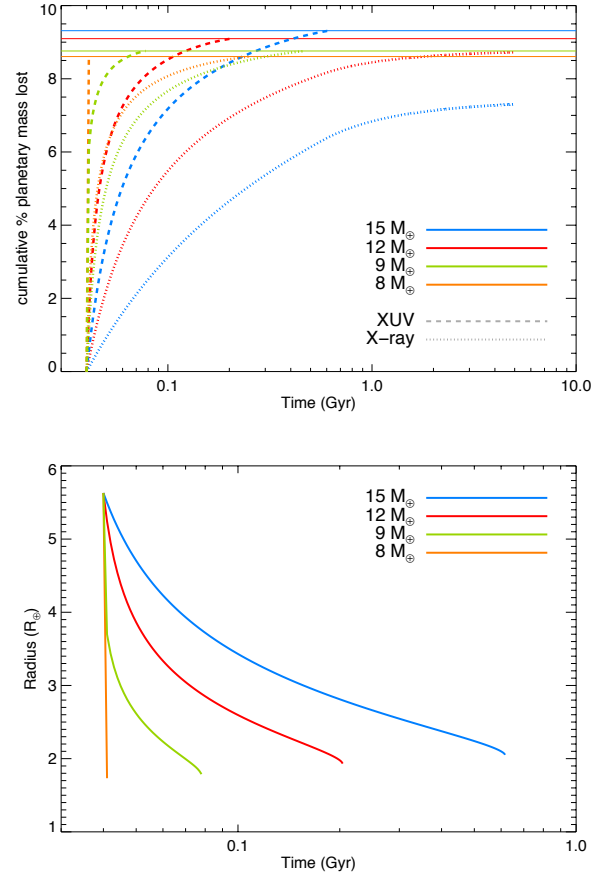 10
8
6
4
2
0
cumulative % planetary mass lost
15 M⊕
12 M⊕
9 M⊕
8 M⊕
XUV
X−ray
0.1 1.0 10.0
Time (Gyr)
6
5
4
3
2
1
Radius (R⊕)
15 M⊕
12 M⊕
9 M⊕
8 M⊕
0.1 1.0
Time (Gyr)